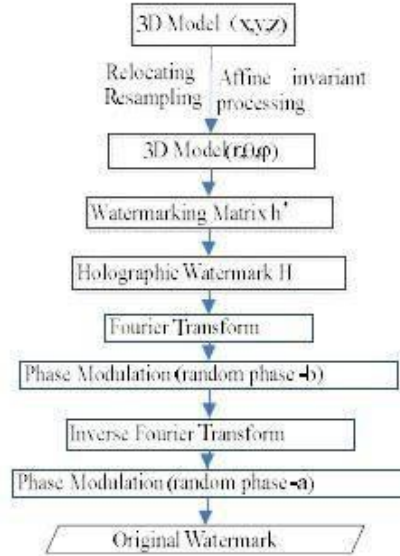 3D Model (x,y,z)
Relocating Affine invariant
Resampling processing
3D Model(r,θ,φ)
Watermarking Matrix h'
Holographic Watermark H
Fourier Transform
Phase Modulation (random phase -b)
Inverse Fourier Transform
Phase Modulation (random phase -a)
Original Watermark